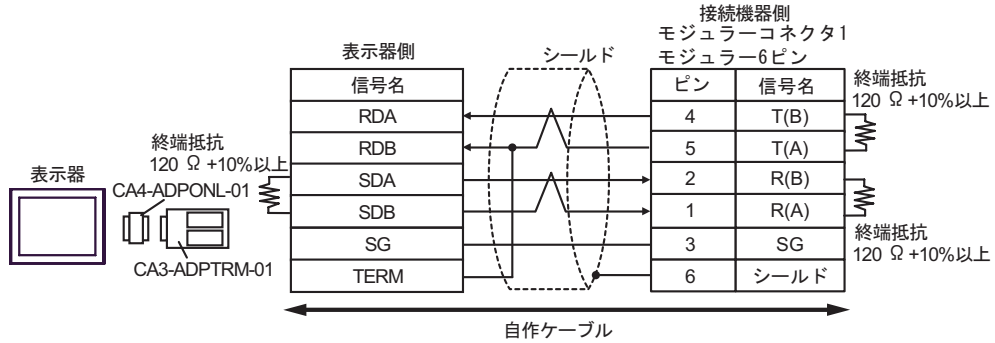 接続機器側
モジュラーコネクタ1
モジュラー6ピン
表示器側
シールド
信号名
ピン 信号名
RDA
4 T(B)
RDB
5 T(A)
SDA
2 R(B)
SDB
1 R(A)
SG
3 SG
TERM
6 シールド
終端抵抗
120 Ω +10%以上
終端抵抗
120 Ω +10%以上
終端抵抗
120 Ω +10%以上
表示器
CA4-ADPONL-01
CA3-ADPTRM-01
自作ケーブル